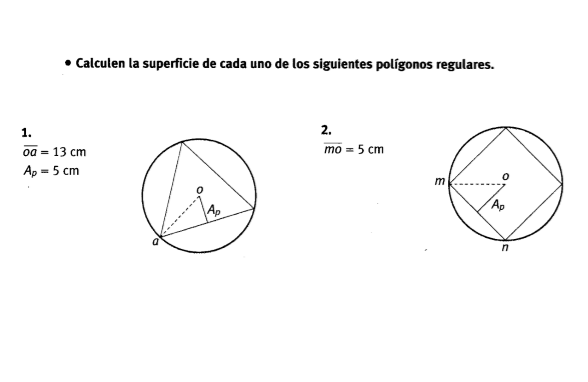 • Calculen la superficie de cada uno de los siguientes polígonos regulares.
1.
oa = 13 cm
Ap = 5 cm
o
Ap
a
2.
mo = 5 cm
m
o
Ap
n